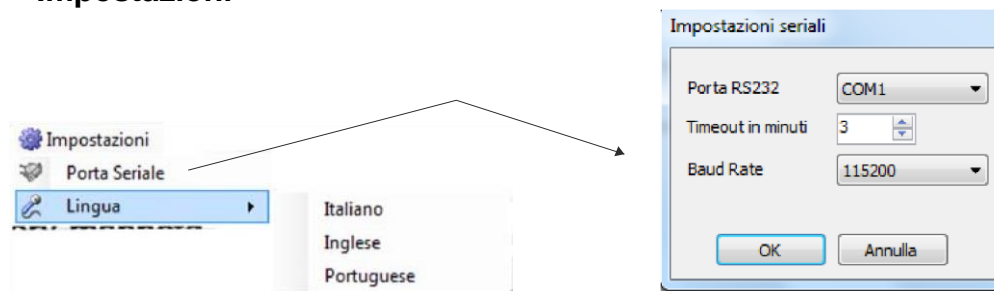 Impostazioni
Impostazioni
Porta Seriale
Lingua
Italiano
Inglese
Portuguese
Impostazioni seriali
Porta RS232 COM1
Timeout in minuti 3
Baud Rate 115200
OK Annulla